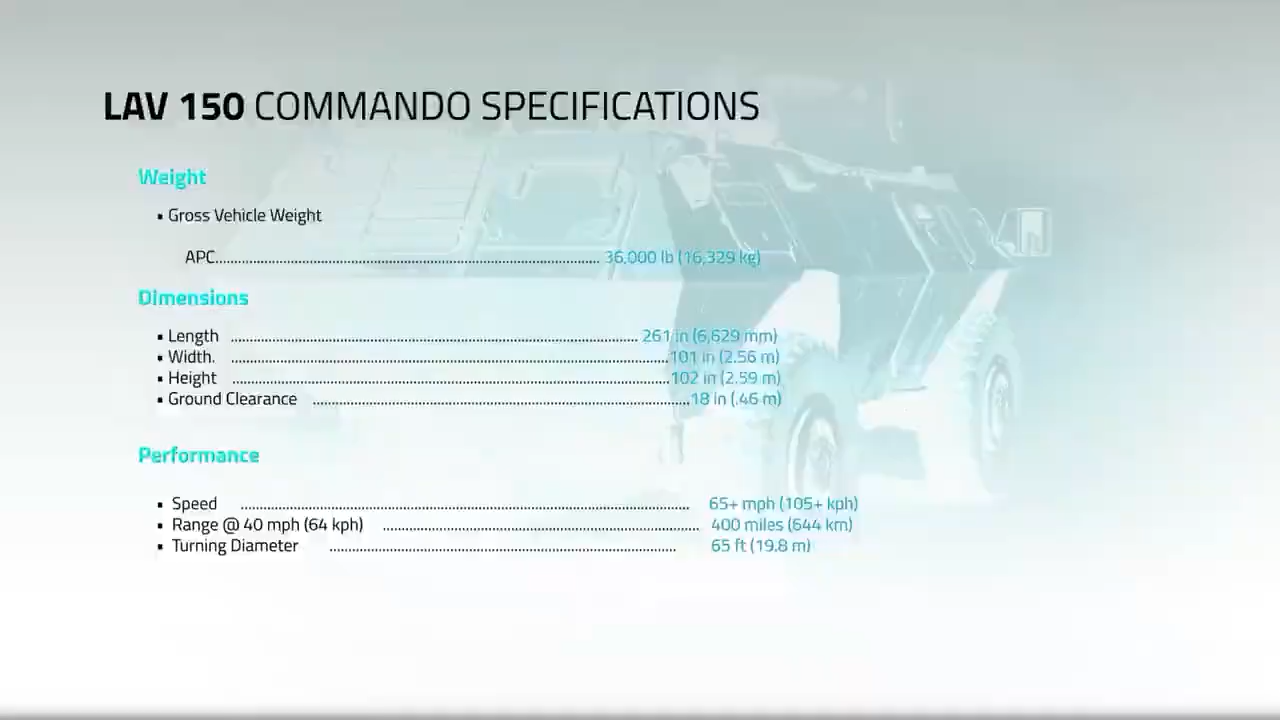 LAV 150 COMMANDO SPECIFICATIONS
Weight
▪ Gross Vehicle Weight
APC........................................................................................ 36,000 lb (16,329 kg)
Dimensions
▪ Length ........................................................................................ 261 in (6,629 mm)
▪ Width. ........................................................................................101 in (2.56 m)
▪ Height ........................................................................................102 in (2.59 m)
▪ Ground Clearance ........................................................................................18 in (.46 m)
Performance
▪ Speed ........................................................................................ 65+ mph (105+ kph)
▪ Range @ 40 mph (64 kph) ........................................................................................ 400 miles (644 km)
▪ Turning Diameter ........................................................................................ 65 ft (19.8 m)